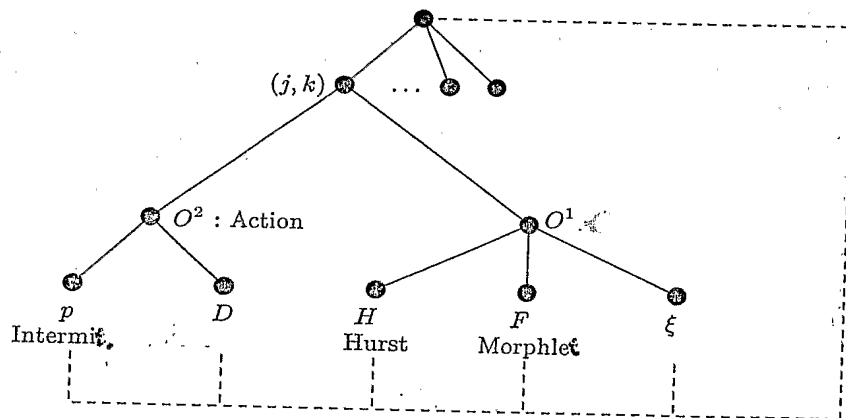 (j, k) ...
O² : Action
O¹
p
D
H
F
ξ
Intermit.
Hurst
Morphlet